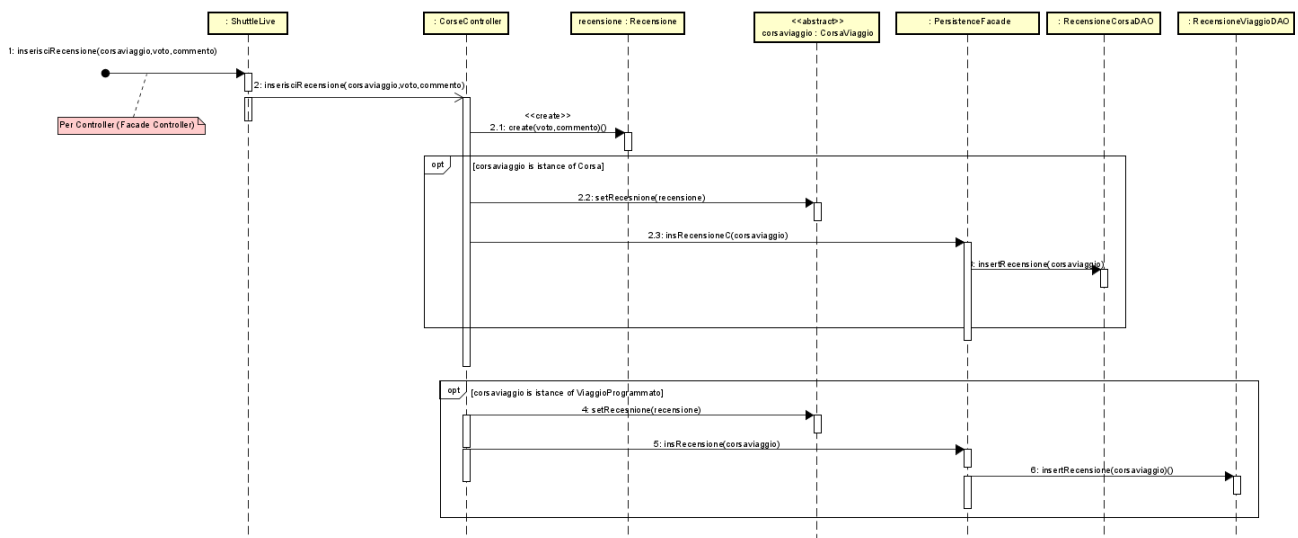 : ShuttleLive
: CorseController
recensione : Recensione
<<abstract>>
corsaviaggio : CorsaViaggio
: PersistenceFacade
: RecensioneCorsaDAO
: RecensioneViaggioDAO
1: inserisciRecensione(corsaviaggio,voto,commento)
2: inserisciRecensione(corsaviaggio,voto,commento)
Per Controller (Facade Controller)
<<create>>
2.1: create(voto,commento)()
opt
[corsaviaggio is istance of Corsa]
2.2: setRecesnione(recensione)
2.3: insRecensioneC(corsaviaggio)
: insertRecensione(corsaviaggio)
opt
[corsaviaggio is istance of ViaggioProgrammato]
4: setRecesnione(recensione)
5: insRecensione(corsaviaggio)
6: insertRecensione(corsaviaggio)()